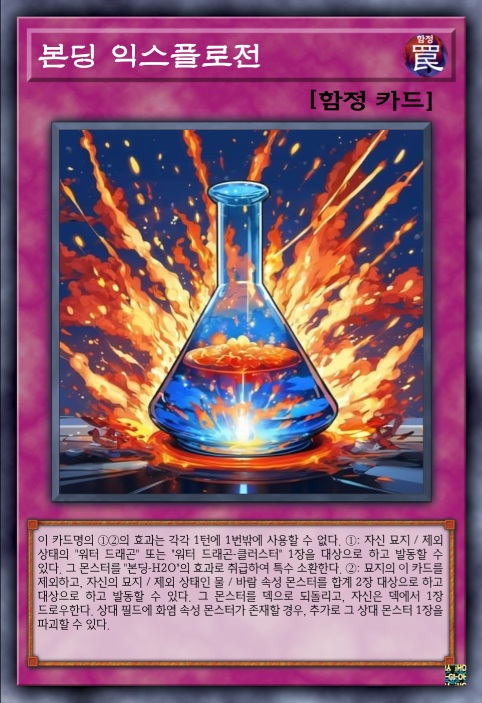 본딩 익스플로전
함정
罠
[함정 카드]
이 카드명의 ①②의 효과는 각각 1턴에 1번밖에 사용할 수 없다. ①: 자신 묘지 / 제외
상태의 "워터 드래곤" 또는 "워터 드래곤-클러스터" 1장을 대상으로 하고 발동할 수
있다. 그 몬스터를 "본딩-H2O"의 효과로 취급하여 특수 소환한다. ②: 묘지의 이 카드를
제외하고, 자신의 묘지 / 제외 상태인 물 / 바람 속성 몬스터를 합계 2장 대상으로 하고
대상으로 하고 발동할 수 있다. 그 몬스터를 덱으로 되돌리고, 자신은 덱에서 1장
드로우한다. 상대 필드에 화염 속성 몬스터가 존재할 경우, 추가로 그 상대 몬스터 1장을
파괴할 수 있다.